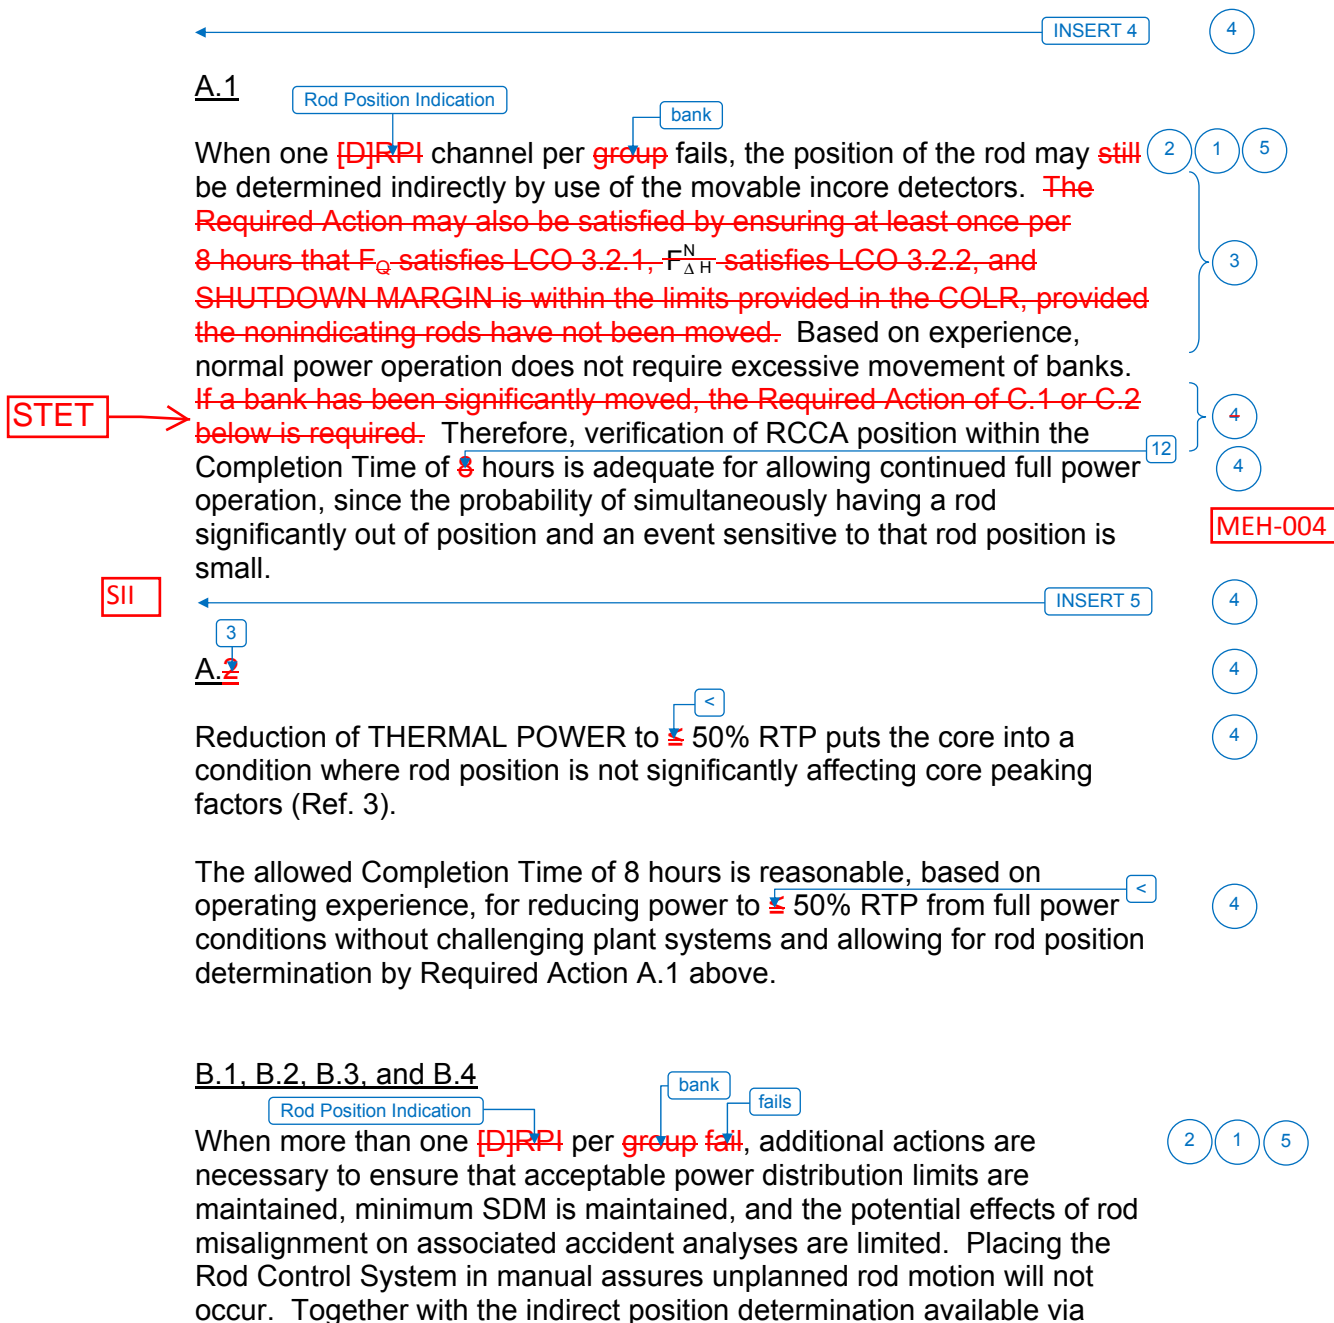 INSERT 4 4
A.1
Rod Position Indication
bank
When one [D]RPI channel per group fails, the position of the rod may still 2 1 5
be determined indirectly by use of the movable incore detectors. The
Required Action may also be satisfied by ensuring at least once per
8 hours that FQ satisfies LCO 3.2.1, F N Δ H satisfies LCO 3.2.2, and 3
SHUTDOWN MARGIN is within the limits provided in the COLR, provided
the nonindicating rods have not been moved. Based on experience,
normal power operation does not require excessive movement of banks.
STET If a bank has been significantly moved, the Required Action of C.1 or C.2 4
below is required. Therefore, verification of RCCA position within the
12
Completion Time of 8 hours is adequate for allowing continued full power 4
operation, since the probability of simultaneously having a rod
significantly out of position and an event sensitive to that rod position is MEH-004
small.
SII INSERT 5 4
3
A.2 4
<
Reduction of THERMAL POWER to ≤ 50% RTP puts the core into a 4
condition where rod position is not significantly affecting core peaking
factors (Ref. 3).
The allowed Completion Time of 8 hours is reasonable, based on
<
operating experience, for reducing power to ≤ 50% RTP from full power 4
conditions without challenging plant systems and allowing for rod position
determination by Required Action A.1 above.
B.1, B.2, B.3, and B.4
bank
Rod Position Indication fails
When more than one [D]RPI per group fail, additional actions are 2 1 5
necessary to ensure that acceptable power distribution limits are
maintained, minimum SDM is maintained, and the potential effects of rod
misalignment on associated accident analyses are limited. Placing the
Rod Control System in manual assures unplanned rod motion will not
occur. Together with the indirect position determination available via